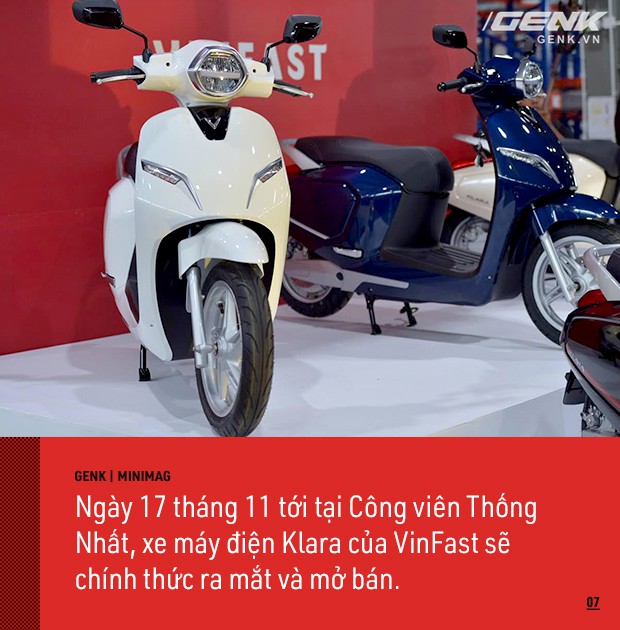 /GENK
GENK.VN
VINFAST
KLARA
GENK | MINIMAG
Ngày 17 tháng 11 tới tại Công viên Thống
Nhất, xe máy điện Klara của VinFast sẽ
chính thức ra mắt và mở bán.
07